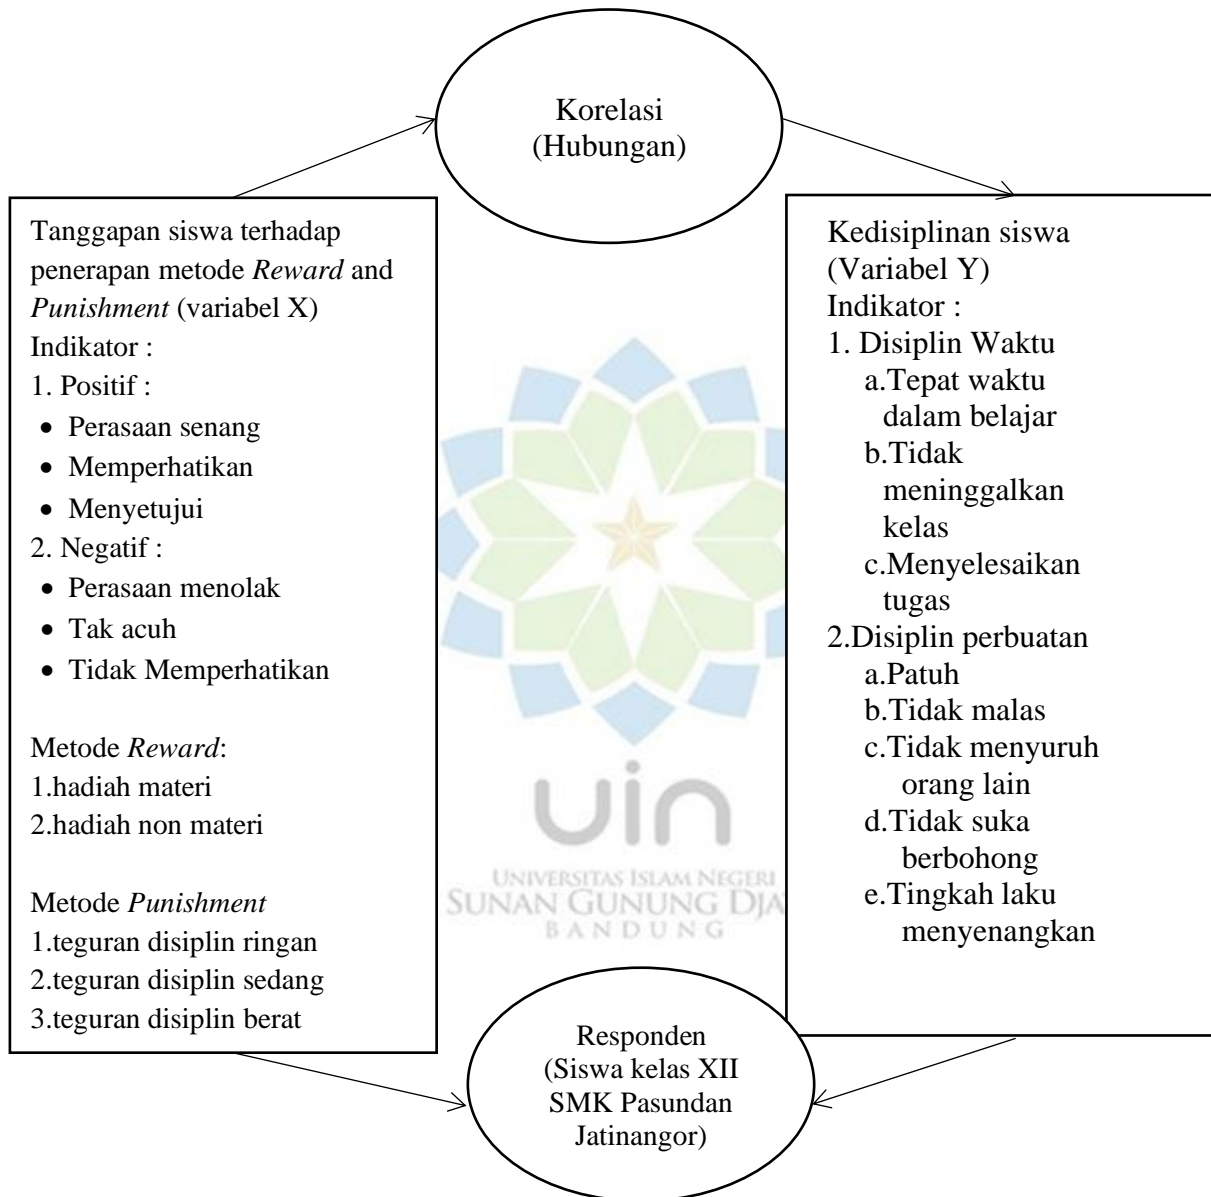 Korelasi
(Hubungan)
Tanggapan siswa terhadap
penerapan metode Reward and
Punishment (variabel X)
Indikator :
1. Positif :
• Perasaan senang
• Memperhatikan
• Menyetujui
2. Negatif :
• Perasaan menolak
• Tak acuh
• Tidak Memperhatikan
Metode Reward:
1.hadiah materi
2.hadiah non materi
Metode Punishment
1.teguran disiplin ringan
2.teguran disiplin sedang
3.teguran disiplin berat
Kedisiplinan siswa
(Variabel Y)
Indikator :
1. Disiplin Waktu
a.Tepat waktu
dalam belajar
b.Tidak
meninggalkan
kelas
c.Menyelesaikan
tugas
2.Disiplin perbuatan
a.Patuh
b.Tidak malas
c.Tidak menyuruh
orang lain
d.Tidak suka
berbohong
e.Tingkah laku
menyenangkan
uin
UNIVERSITAS ISLAM NEGERI
SUNAN GUNUNG DJA
BANDUNG
Responden
(Siswa kelas XII
SMK Pasundan
Jatinangor)